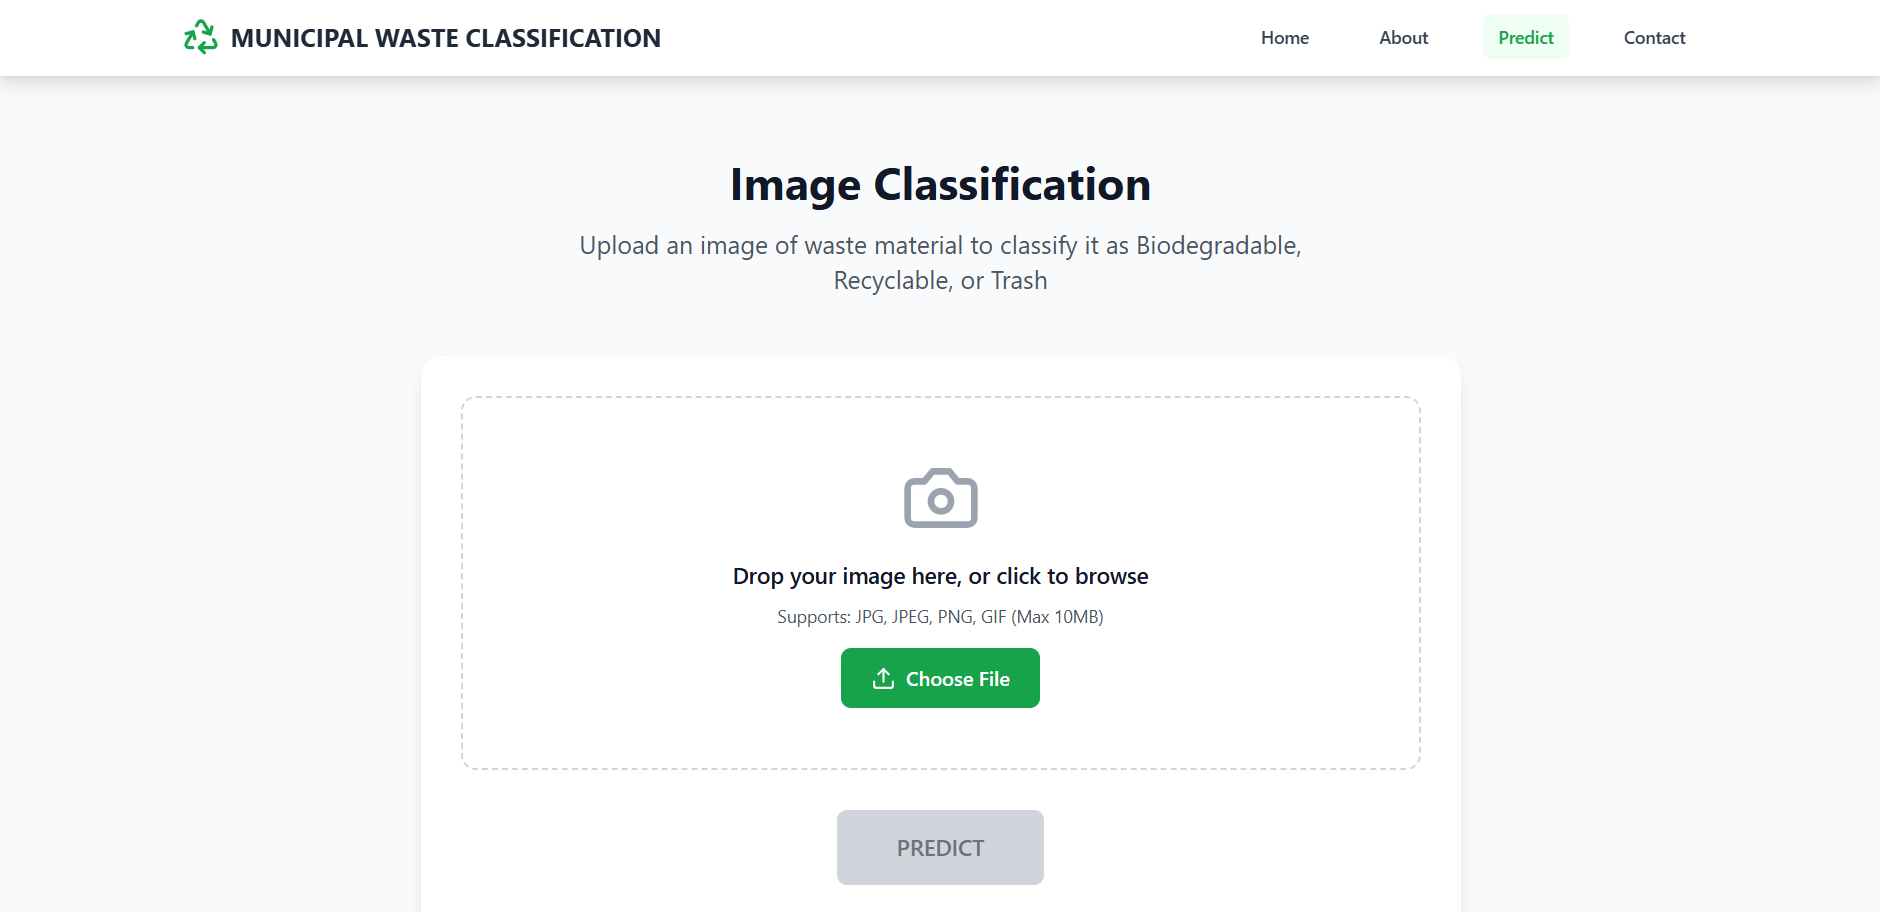 MUNICIPAL WASTE CLASSIFICATION
Home
About
Predict
Contact
Image Classification
Upload an image of waste material to classify it as Biodegradable,
Recyclable, or Trash
Drop your image here, or click to browse
Supports: JPG, JPEG, PNG, GIF (Max 10MB)
Choose File
PREDICT